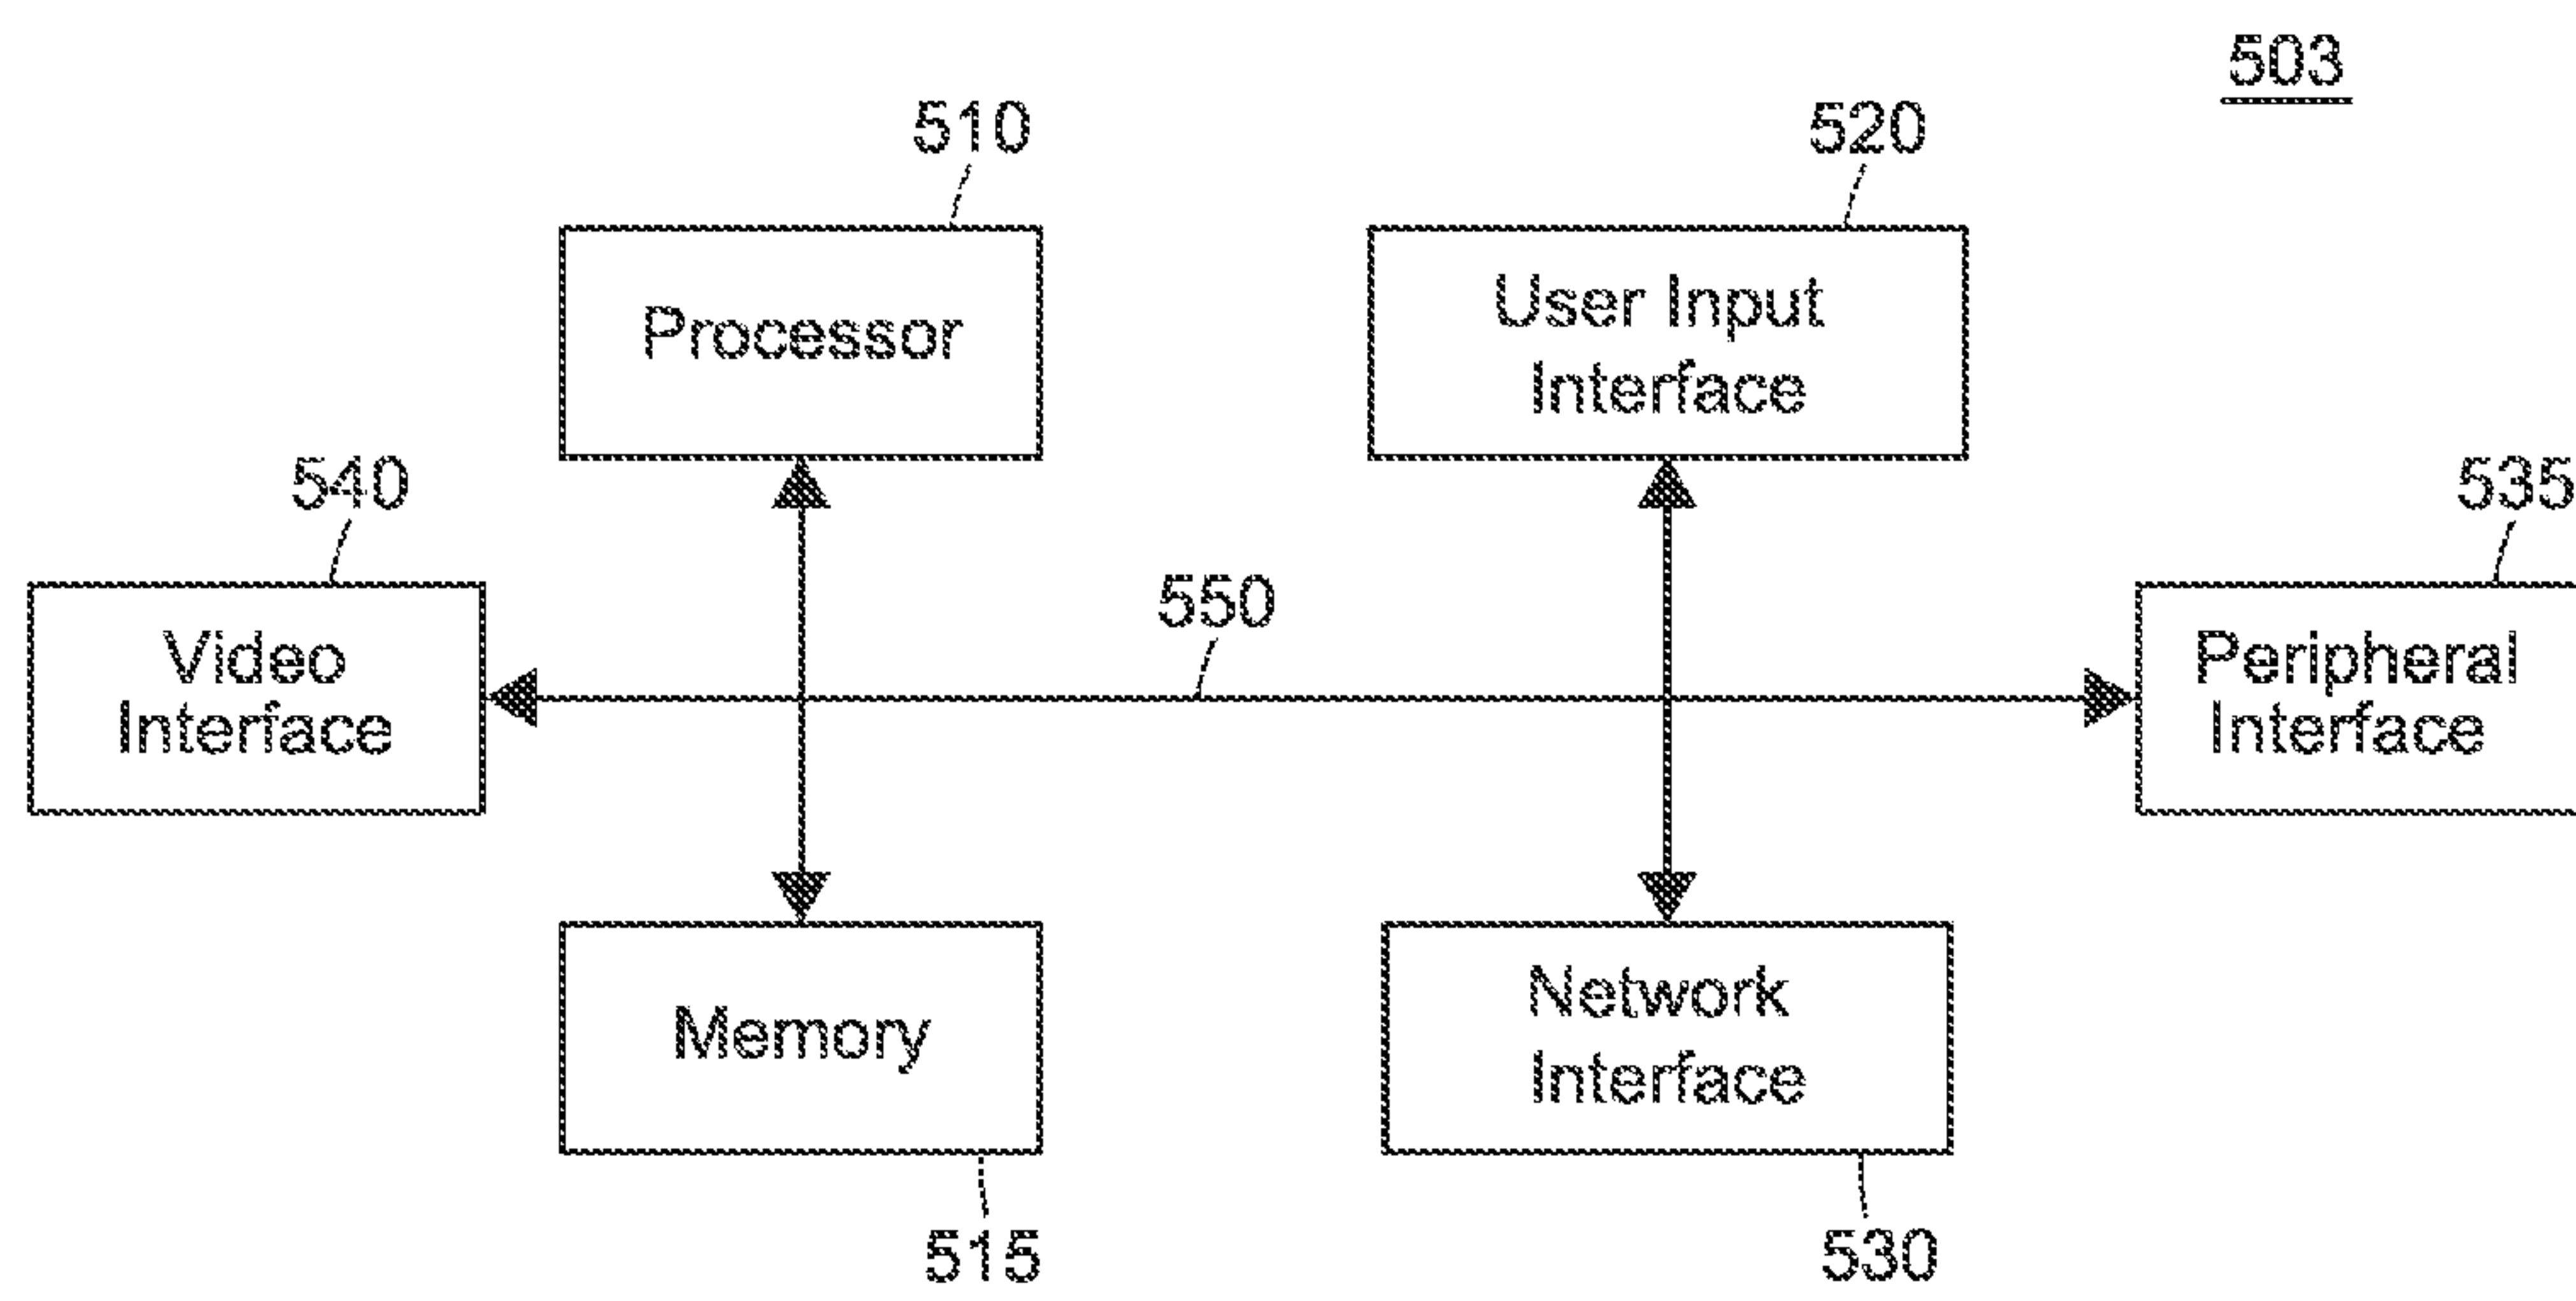 503
510
520
Processor
User Input
Interface
540
535
550
Video
Interface
Peripheral
Interface
Memory
Network
Interface
515
530